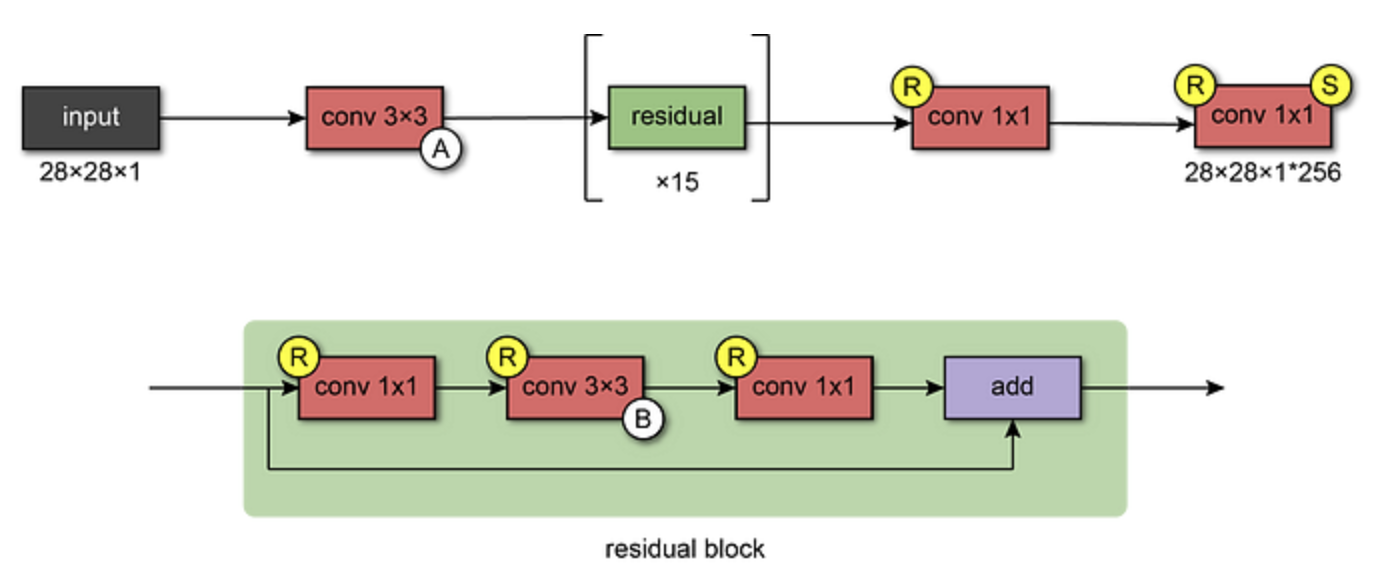 input
28×28×1
conv 3×3
A
residual
×15
R
conv 1x1
R
conv 1x1
S
28×28×1*256
R
conv 1x1
R
conv 3×3
B
R
conv 1x1
add
residual block